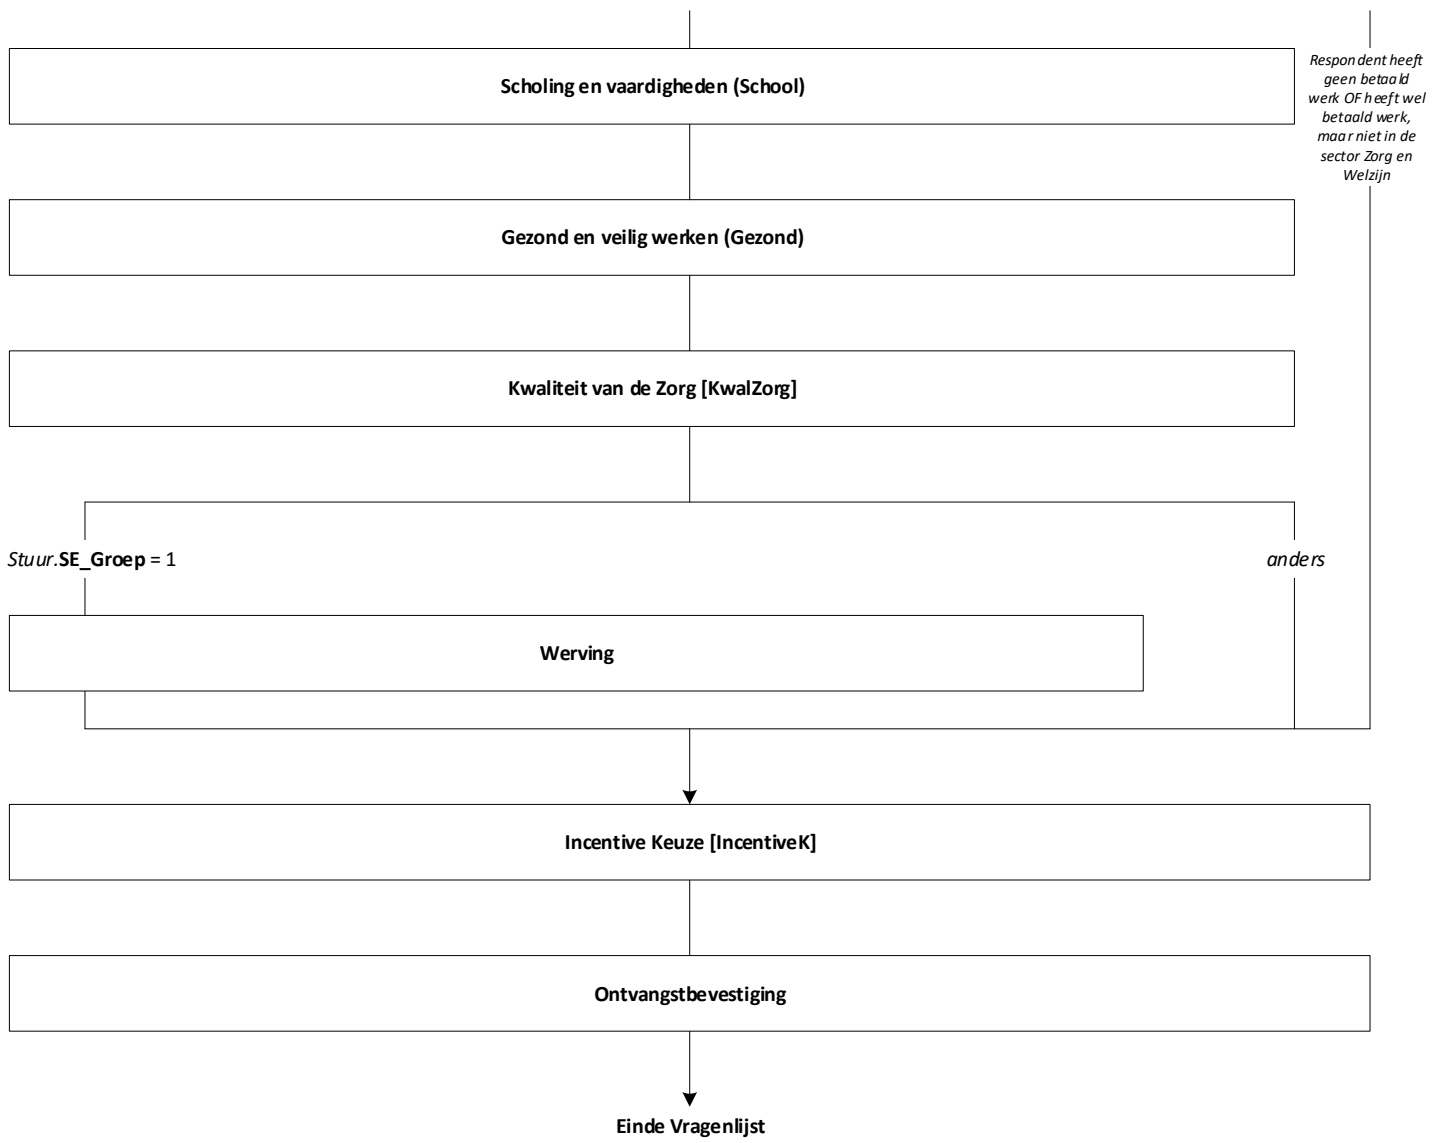 Scholing en vaardigheden (School)
Respondent heeft
geen betaald
werk OF heeft wel
betaald werk,
maar niet in de
sector Zorg en
Welzijn
Gezond en veilig werken (Gezond)
Kwaliteit van de Zorg [KwalZorg]
Stuur.SE_Groep = 1
anders
Werving
Incentive Keuze [IncentiveK]
Ontvangstbevestiging
Einde Vragenlijst